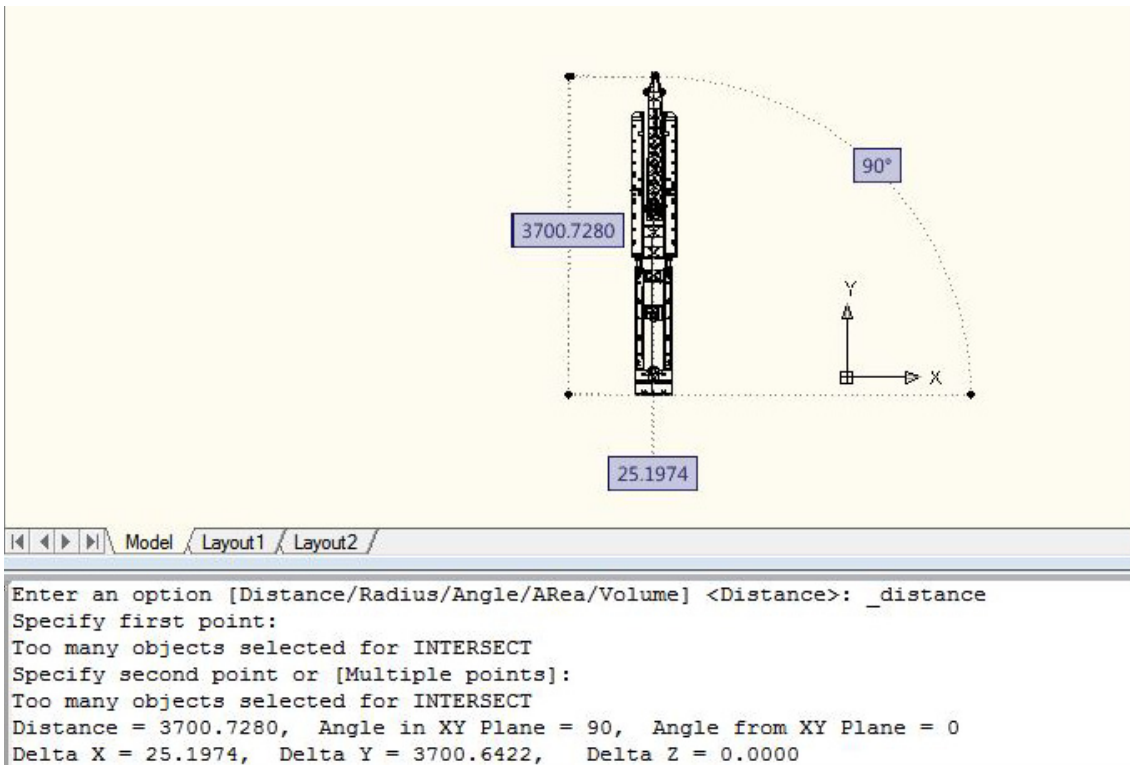 90°
3700.7280
Y
X
25.1974
Model / Layout1 / Layout2 /
Enter an option [Distance/Radius/Angle/ARea/Volume] <Distance>: _distance
Specify first point:
Too many objects selected for INTERSECT
Specify second point or [Multiple points]:
Too many objects selected for INTERSECT
Distance = 3700.7280,  Angle in XY Plane = 90,  Angle from XY Plane = 0
Delta X = 25.1974,  Delta Y = 3700.6422,   Delta Z = 0.0000